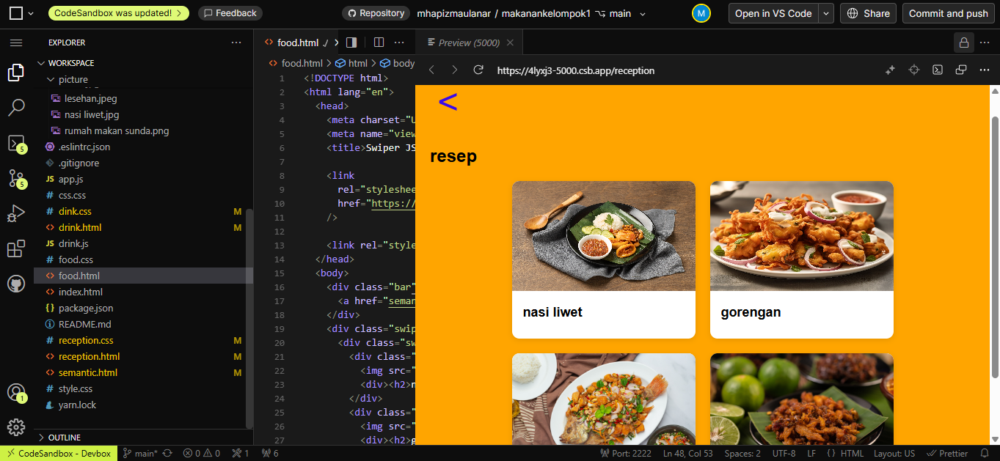 CodeSandbox was updated!
Feedback
Repository
mhapizmaulanar / makanankelompok1
main
M
Open in VS Code
Share
Commit and push
EXPLORER
WORKSPACE
picture
lesehan.jpeg
nasi liwet.jpg
rumah makan sunda.png
.eslintrc.json
.gitignore
JS app.js
# css.css
# dink.css M
drink.html M
JS drink.js
# food.css
food.html
index.html
package.json
README.md
# reception.css M
reception.html M
semantic.html M
# style.css
yarn.lock
OUTLINE
5
5
1
food.html
food.html > html > body
1 <!DOCTYPE html>
2 <html lang="en">
3 <head>
4 <meta charset="U
5 <meta name="view
6 <title>Swiper JS
7
8 <link
9 rel="styleshee
10 href="https://
11 />
12
13 <link rel="style
14 </head>
15 <body>
16 <div class="bar"
17 <a href="seman
18 </div>
19 <div class="swip
20 <div class="sw
21 <div class="
22 <img src="
23 <div><h2>n
24 </div>
25 <div class="
26 <img src="
27 <div><h2>g
Preview (5000)
https://4lyxj3-5000.csb.app/reception
<
resep
nasi liwet
gorengan
CodeSandbox - Devbox
main*
0
0
1
6
Port: 2222
Ln 48, Col 53
Spaces: 2
UTF-8
LF
{} HTML
Layout: US
Prettier